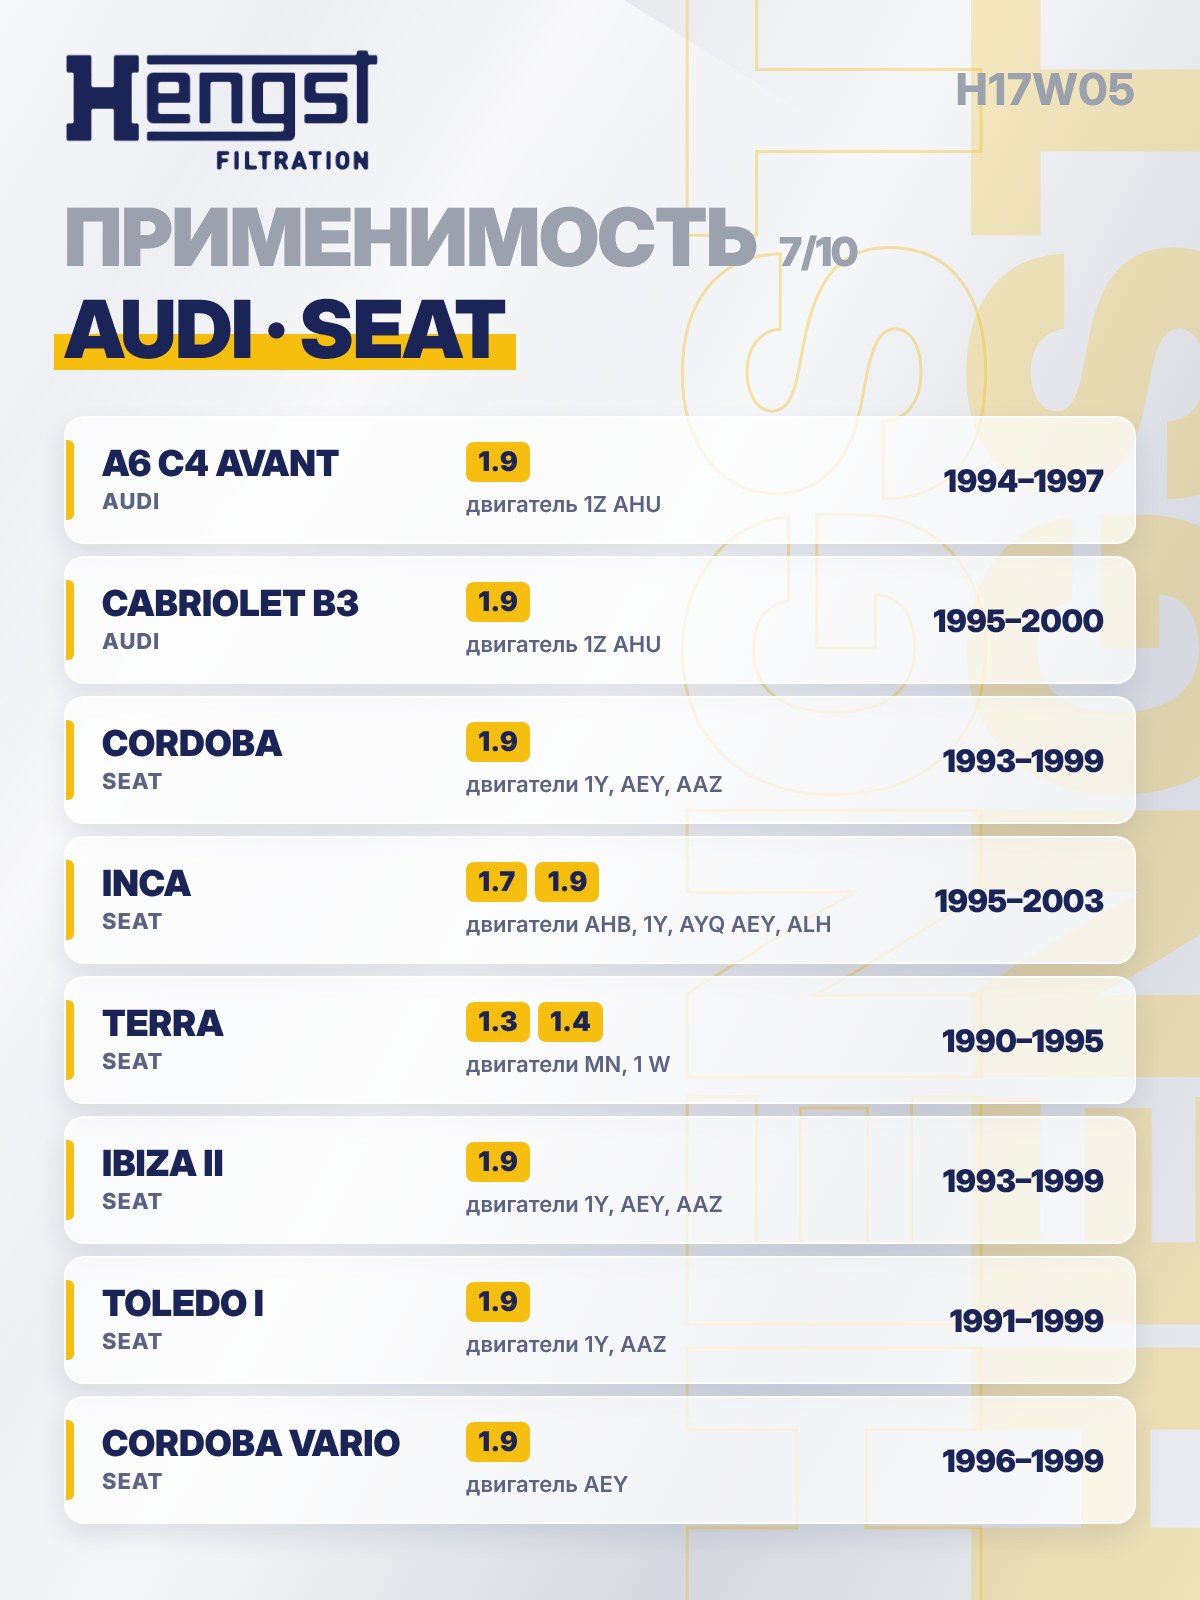 Hengst
FILTRATION
H17W05
ПРИМЕНИМОСТЬ 7/10
AUDI · SEAT
A6 C4 AVANT
AUDI
1.9
двигатель 1Z AHU
1994–1997
CABRIOLET B3
AUDI
1.9
двигатель 1Z AHU
1995–2000
CORDOBA
SEAT
1.9
двигатели 1Y, AEY, AAZ
1993–1999
INCA
SEAT
1.7 1.9
двигатели AHB, 1Y, AYQ AEY, ALH
1995–2003
TERRA
SEAT
1.3 1.4
двигатели MN, 1 W
1990–1995
IBIZA II
SEAT
1.9
двигатели 1Y, AEY, AAZ
1993–1999
TOLEDO I
SEAT
1.9
двигатели 1Y, AAZ
1991–1999
CORDOBA VARIO
SEAT
1.9
двигатель AEY
1996–1999
HENGST
HENGST